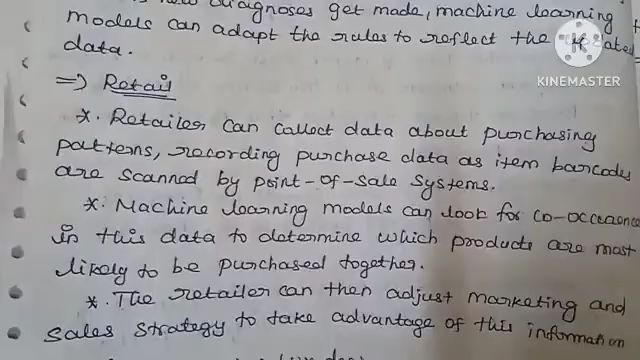 diagnoses get made, machine learning
models can adapt the rules to reflect the
data.
KINEMASTER
=> Retail
*. Retailer can collect data about purchasing
patterns, recording purchase data as item barcodes
are scanned by point-of-sale systems.
*. Machine learning models can look for co-occurence
in this data to determine which products are most
likely to be purchased together.
*. The retailer can then adjust marketing and
sales strategy to take advantage of this information